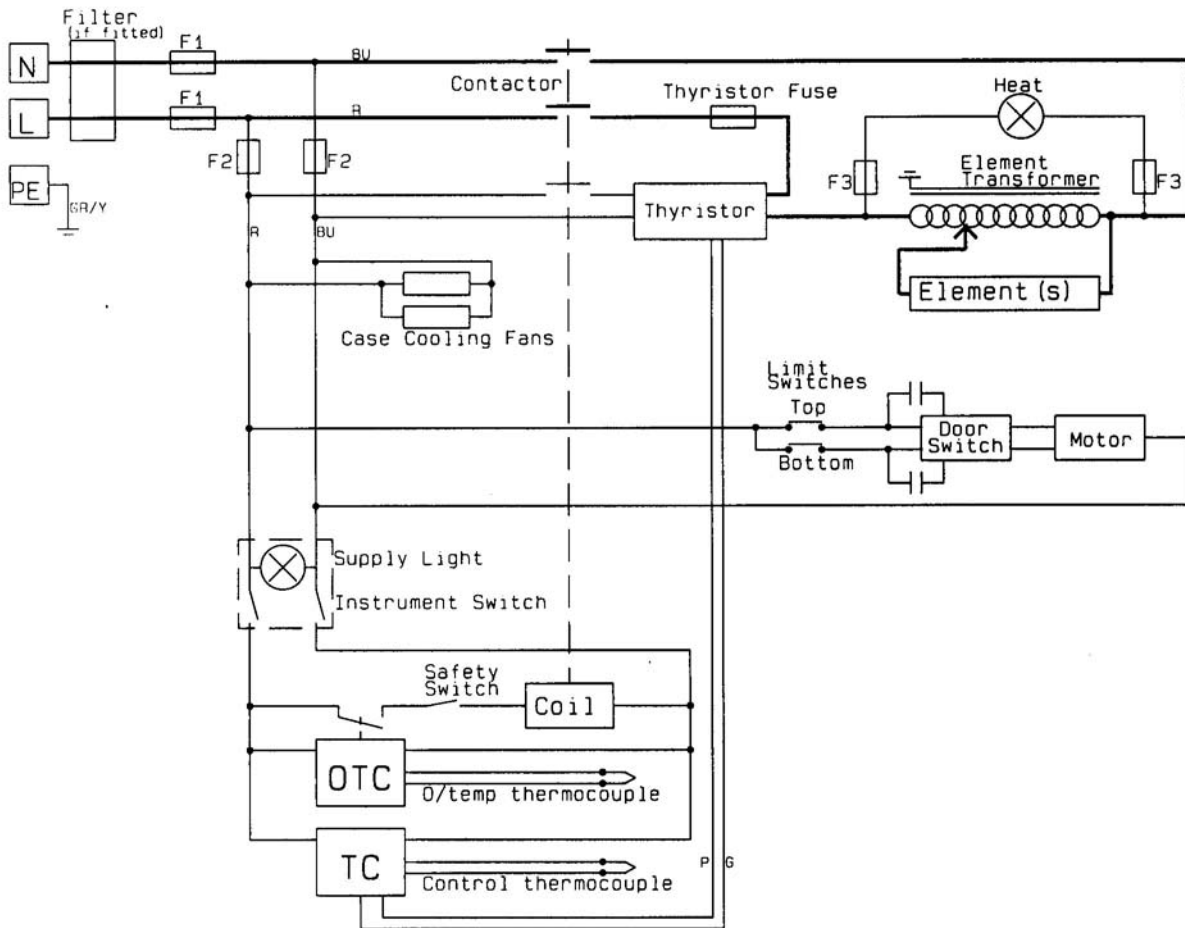 Filter
(if fitted)
F1
N
BU
Contactor
L
F1
R
Thyristor Fuse
Heat
F2
F2
PE
GR/Y
R
BU
Thyristor
F3
Element
Transformer
F3
Element(s)
Case Cooling Fans
Limit
Switches
Top
Bottom
Door
Switch
Motor
Supply Light
Instrument Switch
Safety
Switch
Coil
OTC
O/temp thermocouple
TC
Control thermocouple
P
G